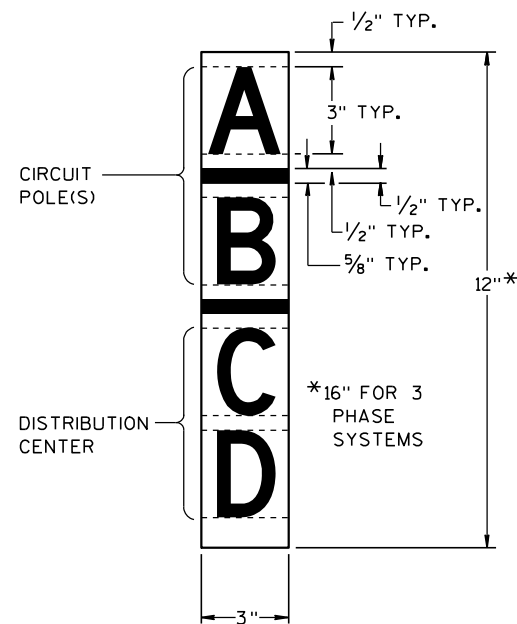 1/2" TYP.
A
3" TYP.
CIRCUIT
POLE(S)
B
1/2" TYP.
1/2" TYP.
5/8" TYP.
12"*
C
*16" FOR 3
PHASE
SYSTEMS
DISTRIBUTION
CENTER
D
3"